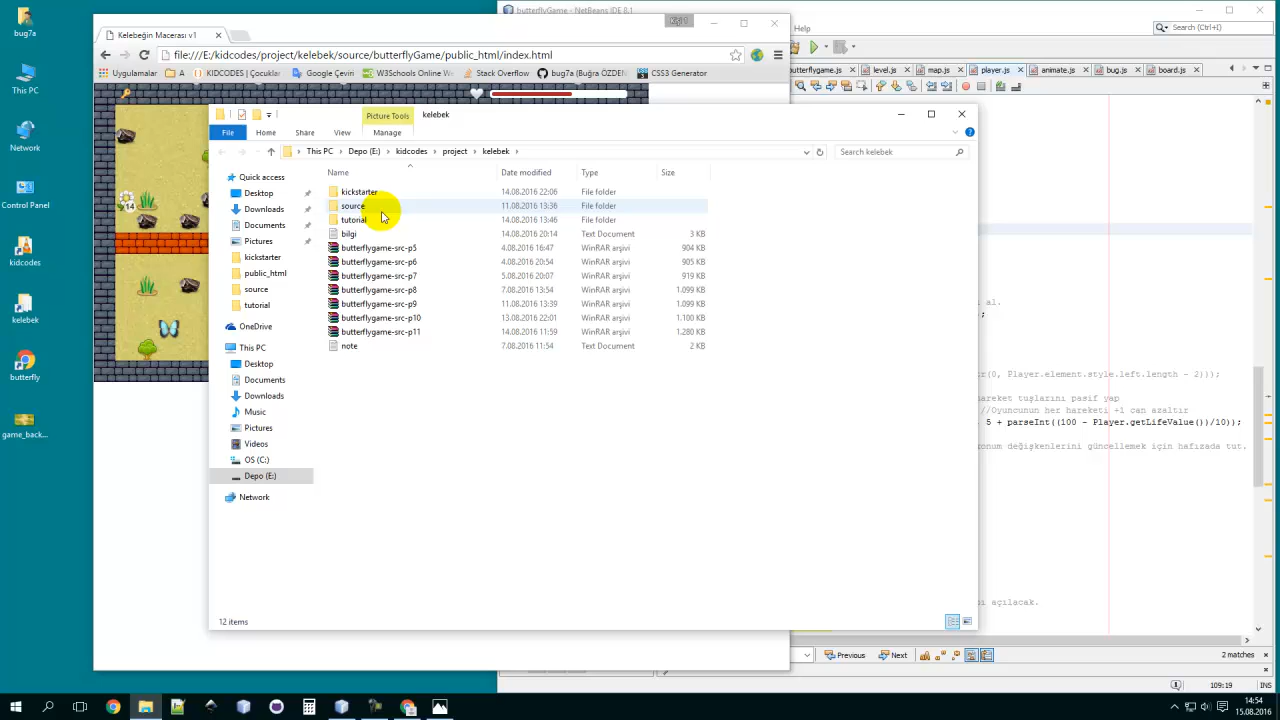 butterflyGame - NetBeans IDE 8.1
Help
Search (Ctrl+I)
butterflygame.js
level.js
map.js
player.js
animate.js
bug.js
board.js
Kelebeğin Macerası v1
file:///E:/kidcodes/project/kelebek/source/butterflyGame/public_html/index.html
Uygulamalar
A
KIDCODES | Çocuklar
Google Çeviri
W3Schools Online We
Stack Overflow
bug7a (Buğra ÖZDEN
CSS3 Generator
bug7a
This PC
Network
Control Panel
kidcodes
kelebek
butterfly
game_back...
14
Picture Tools
kelebek
File
Home
Share
View
Manage
This PC
Depo (E:)
kidcodes
project
kelebek
Search kelebek
Quick access
Desktop
Downloads
Documents
Pictures
kickstarter
public_html
source
tutorial
OneDrive
This PC
Desktop
Documents
Downloads
Music
Pictures
Videos
OS (C:)
Depo (E:)
Network
Name Date modified Type Size
kickstarter 14.08.2016 22:06 File folder
source 11.08.2016 13:36 File folder
tutorial 14.08.2016 13:46 File folder
bilgi 14.08.2016 20:14 Text Document 3 KB
butterflygame-src-p5 4.08.2016 16:47 WinRAR arşivi 904 KB
butterflygame-src-p6 4.08.2016 20:54 WinRAR arşivi 905 KB
butterflygame-src-p7 5.08.2016 20:07 WinRAR arşivi 919 KB
butterflygame-src-p8 7.08.2016 13:54 WinRAR arşivi 1.099 KB
butterflygame-src-p9 11.08.2016 13:39 WinRAR arşivi 1.099 KB
butterflygame-src-p10 13.08.2016 22:01 WinRAR arşivi 1.100 KB
butterflygame-src-p11 14.08.2016 11:59 WinRAR arşivi 1.280 KB
note 7.08.2016 11:54 Text Document 2 KB
12 items
al.
;
r(0, Player.element.style.left.length - 2)));
hareket tuşlarını pasif yap
//Oyuncunun her hareketi +1 can azaltır
5 + parseInt((100 - Player.getLifeValue())/10));
onum değişkenlerini güncellemek için hafızada tut.
açılacak.
Previous
Next
2 matches
109:19
INS
14:54
15.08.2016